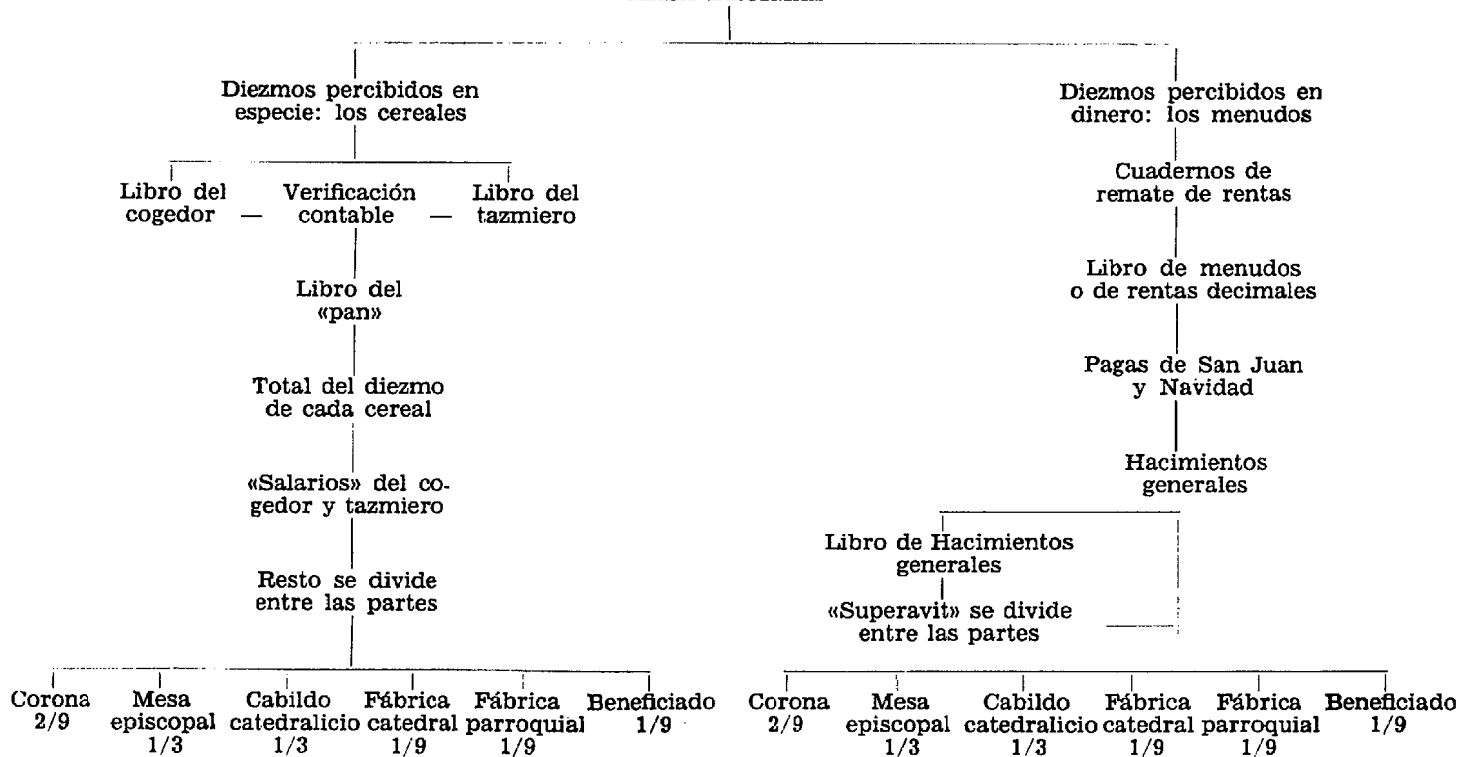 Diezmos percibidos en
especie: los cereales
Libro del
cogedor
—
Verificación
contable
—
Libro del
tazmiero
Libro del
«pan»
Total del diezmo
de cada cereal
«Salarios» del co-
gedor y tazmiero
Resto se divide
entre las partes
Corona
2/9
Mesa
episcopal
1/3
Cabildo
catedralicio
1/3
Fábrica
catedral
1/9
Fábrica
parroquial
1/9
Beneficiado
1/9
Diezmos percibidos en
dinero: los menudos
Cuadernos de
remate de rentas
Libro de menudos
o de rentas decimales
Pagas de San Juan
y Navidad
Hacimientos
generales
Libro de Hacimientos
generales
«Superavit» se divide
entre las partes
Corona
2/9
Mesa
episcopal
1/3
Cabildo
catedralicio
1/3
Fábrica
catedral
1/9
Fábrica
parroquial
1/9
Beneficiado
1/9